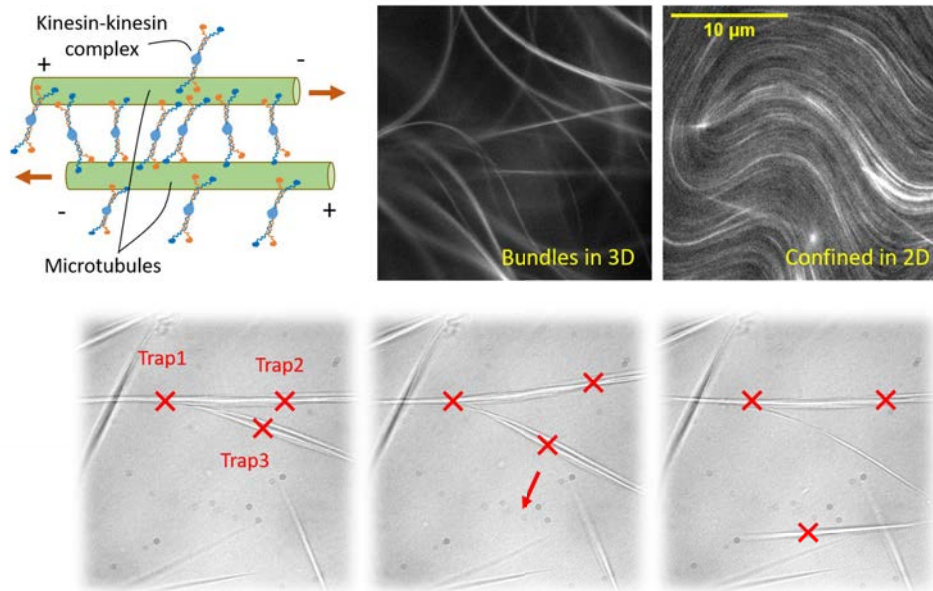 Kinesin-kinesin
complex
+
-
-
+
Microtubules
Bundles in 3D
10 µm
Confined in 2D
Trap1
Trap2
Trap3